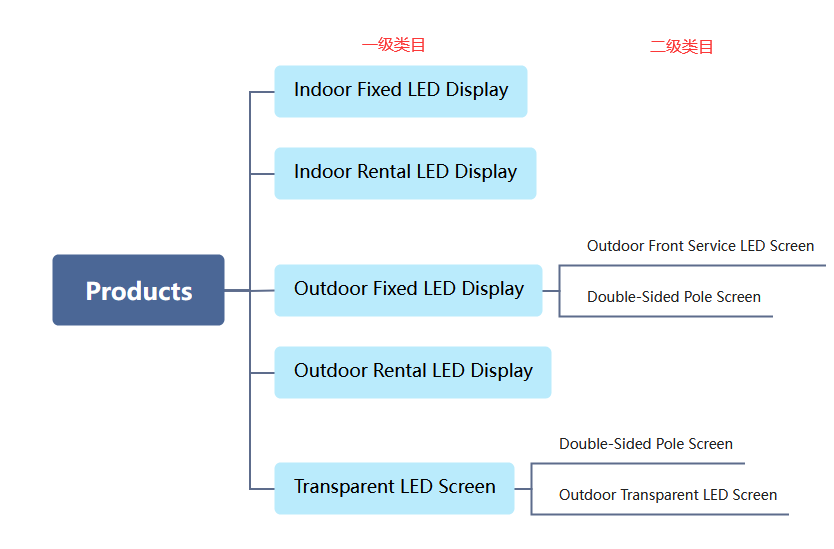 一级类目
二级类目
Indoor Fixed LED Display
Indoor Rental LED Display
Products
Outdoor Fixed LED Display
Outdoor Front Service LED Screen
Double-Sided Pole Screen
Outdoor Rental LED Display
Transparent LED Screen
Double-Sided Pole Screen
Outdoor Transparent LED Screen